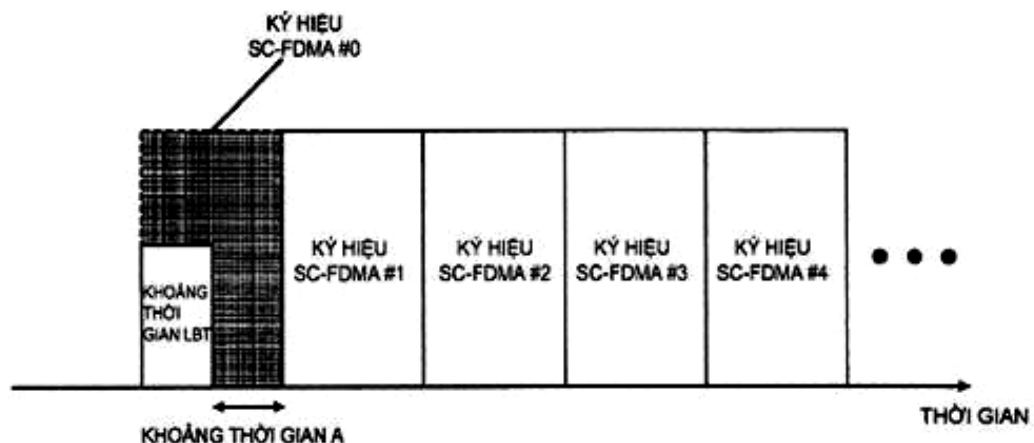 KÝ HIỆU
SC-FDMA #0
KÝ HIỆU
SC-FDMA #1
KÝ HIỆU
SC-FDMA #2
KÝ HIỆU
SC-FDMA #3
KÝ HIỆU
SC-FDMA #4
KHOẢNG
THỜI
GIAN LBT
THỜI GIAN
KHOẢNG THỜI GIAN A